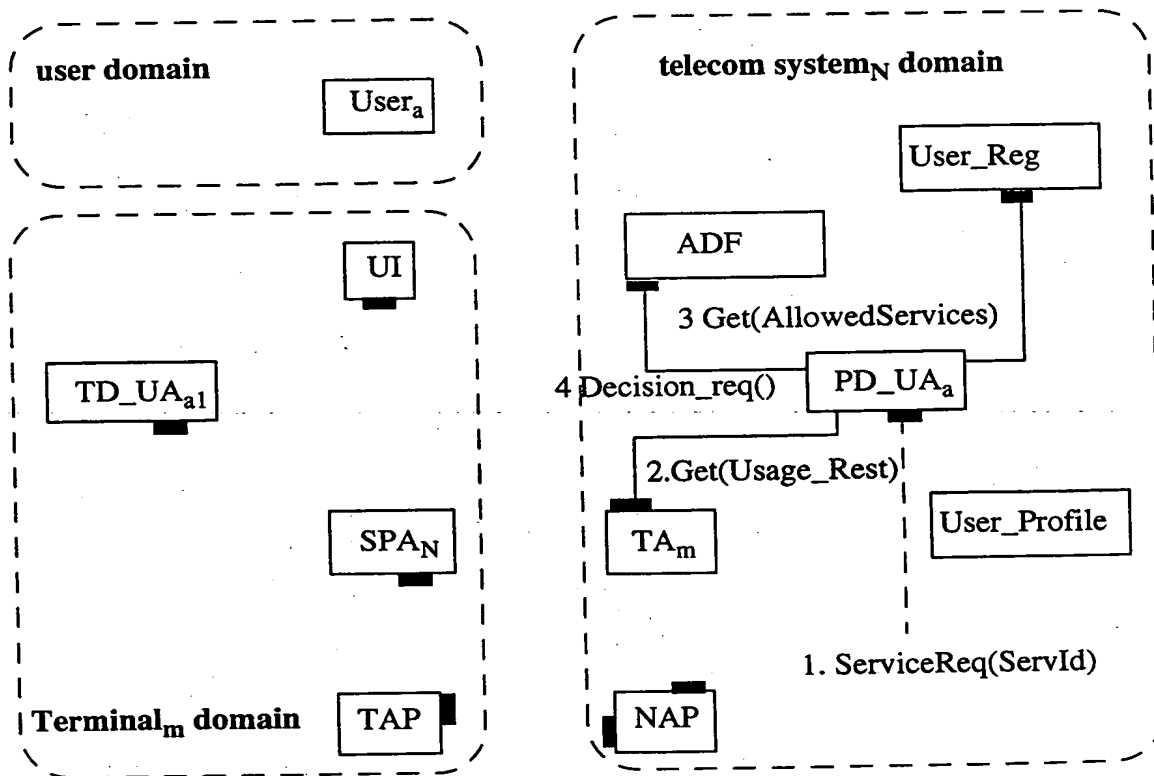 user domain
User_a
telecom system_N domain
User_Reg
ADF
UI
3 Get(AllowedServices)
TD_UA_a1
4 Decision_req()
PD_UA_a
2.Get(Usage_Rest)
SPA_N
TA_m
User_Profile
1. ServiceReq(ServId)
Terminal_m domain
TAP
NAP